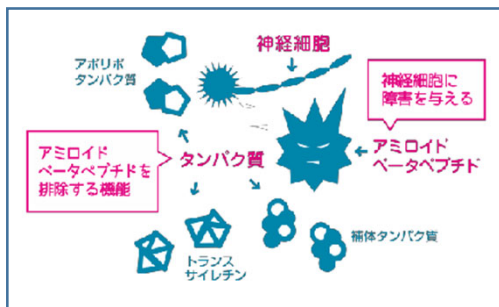 神経細胞
アポリポ
タンパク質
神経細胞に
障害を与える
アミロイド
ベータペプチドを
排除する機能
タンパク質
アミロイド
ベータペプチド
トランス
サイレチン
補体タンパク質